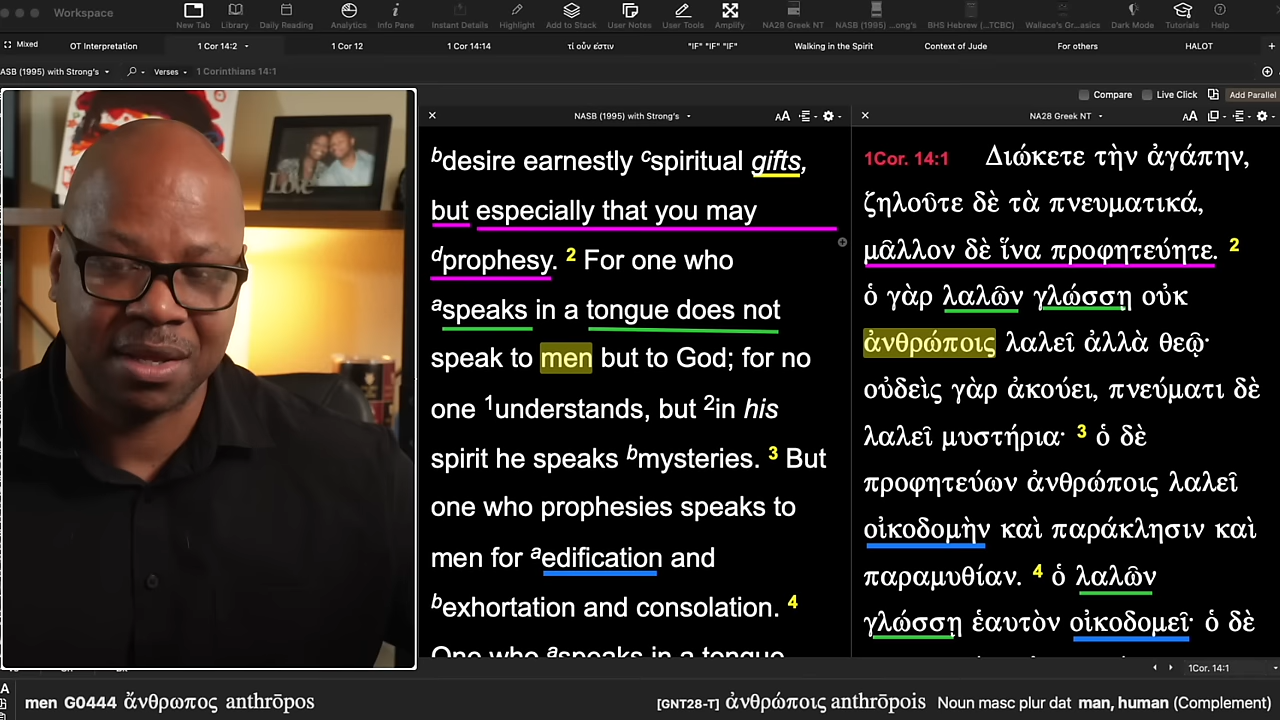 Workspace
New Tab
Library
Daily Reading
Analytics
Info Pane
Instant Details
Highlight
Add to Stack
User Notes
User Tools
Amplify
NA28 Greek NT
NASB (1995) ...ong's
BHS Hebrew (...TCBC)
Wallace's Gr...asics
Dark Mode
Tutorials
Help
Mixed
OT Interpretation
1 Cor 14:2
1 Cor 12
1 Cor 14:14
τί οὖν ἐστιν
"IF" "IF" "IF"
Walking in the Spirit
Context of Jude
For others
HALOT
ASB (1995) with Strong's
Verses
1 Corinthians 14:1
Compare
Live Click
Add Parallel
NASB (1995) with Strong's
AA
bdesire earnestly cspiritual gifts,
but especially that you may
dprophesy. 2 For one who
aspeaks in a tongue does not
speak to men but to God; for no
one 1understands, but 2in his
spirit he speaks bmysteries. 3 But
one who prophesies speaks to
men for aedification and
bexhortation and consolation. 4
One who aspeaks in a tongue
NA28 Greek NT
AA
1Cor. 14:1 Διώκετε τὴν ἀγάπην,
ζηλοῦτε δὲ τὰ πνευματικά,
μᾶλλον δὲ ἵνα προφητεύητε. 2
ὁ γὰρ λαλῶν γλώσσῃ οὐκ
ἀνθρώποις λαλεῖ ἀλλὰ θεῷ·
οὐδεὶς γὰρ ἀκούει, πνεύματι δὲ
λαλεῖ μυστήρια· 3 ὁ δὲ
προφητεύων ἀνθρώποις λαλεῖ
οἰκοδομὴν καὶ παράκλησιν καὶ
παραμυθίαν. 4 ὁ λαλῶν
γλώσσῃ ἑαυτὸν οἰκοδομεῖ· ὁ δὲ
1Cor. 14:1
Love
men G0444 ἄνθρωπος anthrōpos
[GNT28-T] ἀνθρώποις anthrōpois Noun masc plur dat man, human (Complement)